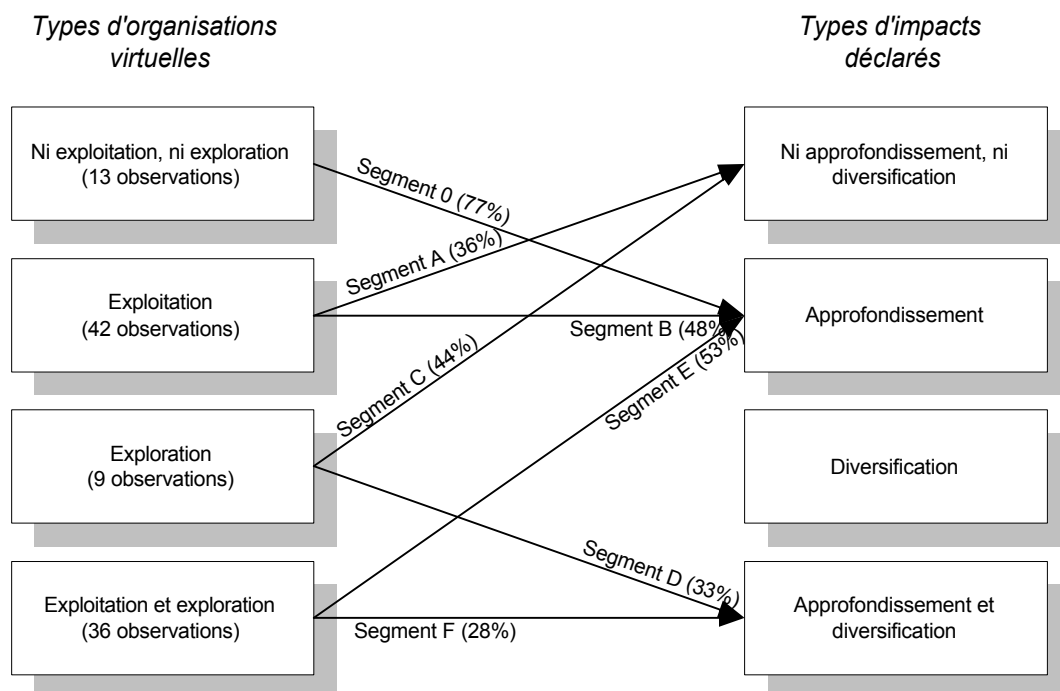 Types d'organisations
virtuelles
Types d'impacts
déclarés
Ni exploitation, ni exploration
(13 observations)
Ni approfondissement, ni
diversification
Segment 0 (77%)
Segment A (36%)
Exploitation
(42 observations)
Approfondissement
Segment B (48%)
Segment C (44%)
Segment E (53%)
Exploration
(9 observations)
Diversification
Segment D (33%)
Exploitation et exploration
(36 observations)
Approfondissement et
diversification
Segment F (28%)